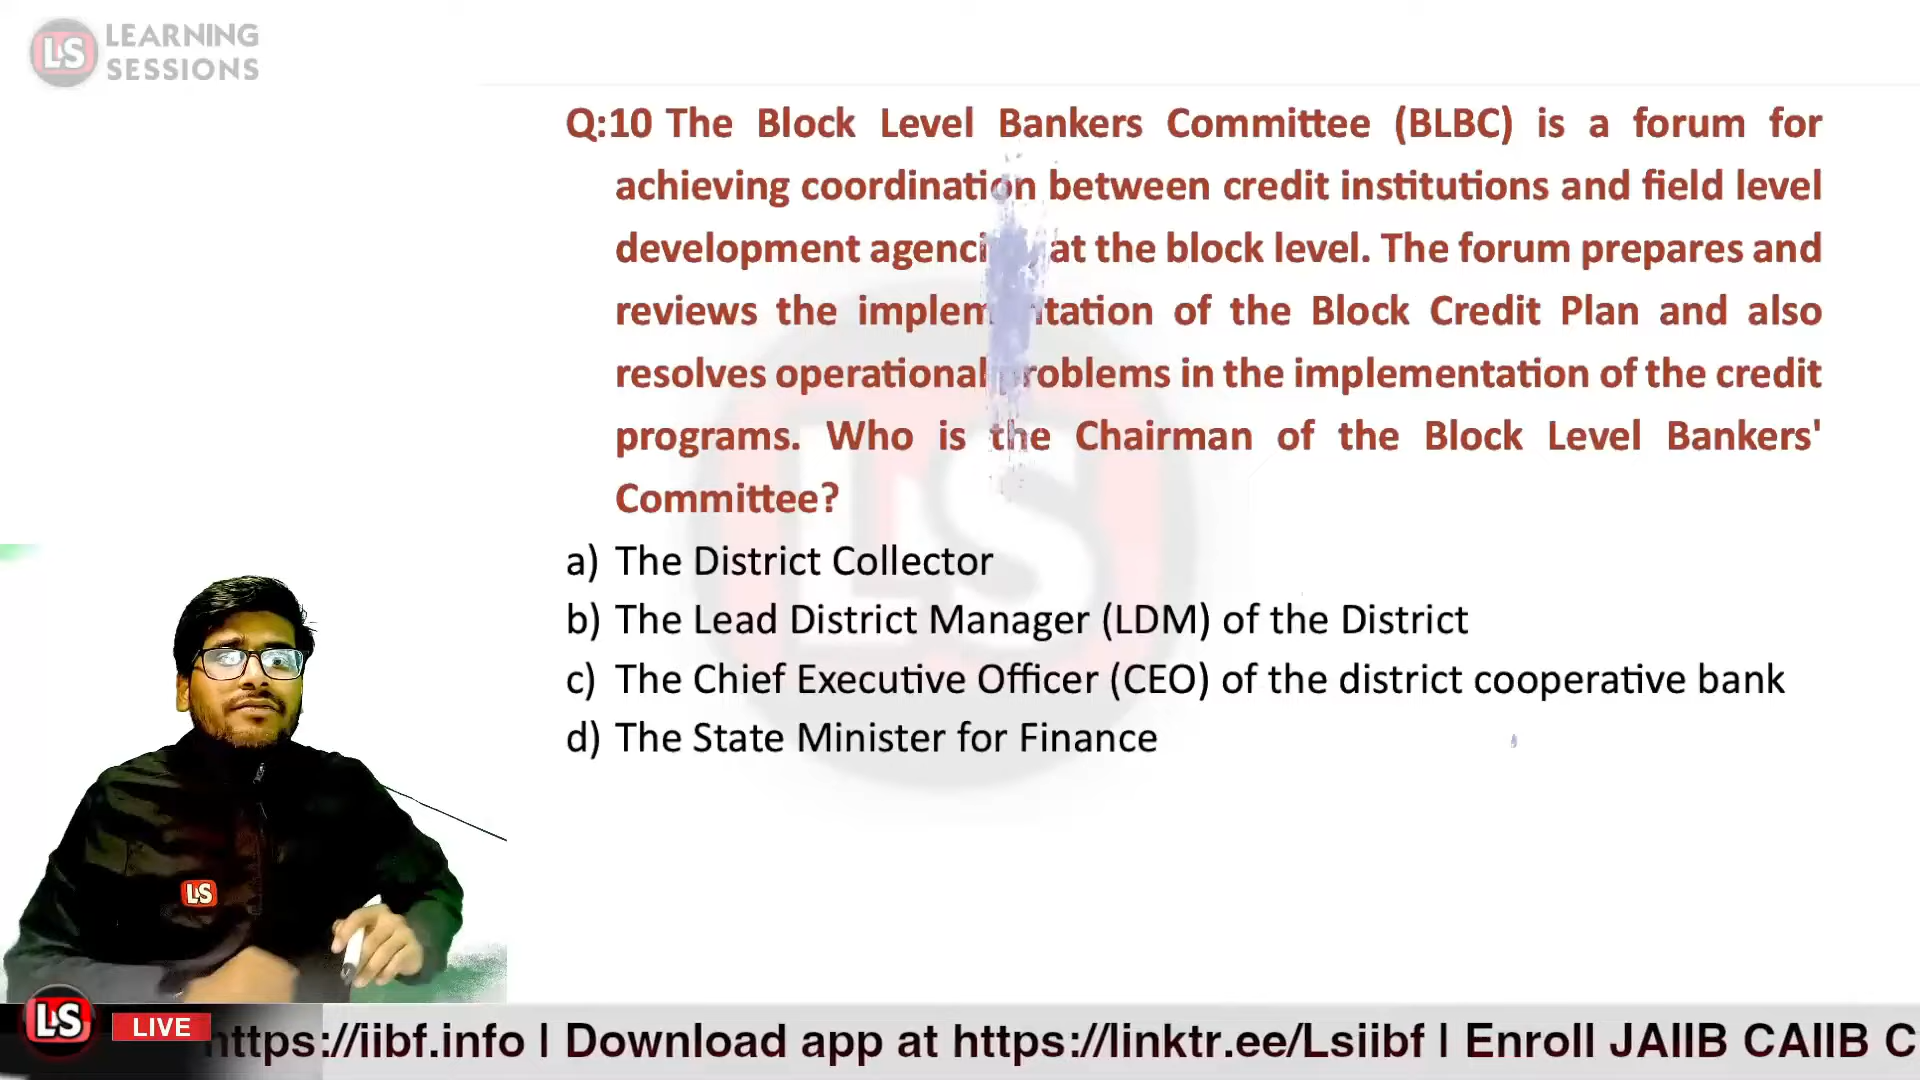 LS LEARNING
SESSIONS
Q:10 The Block Level Bankers Committee (BLBC) is a forum for
achieving coordination between credit institutions and field level
development agenci at the block level. The forum prepares and
reviews the implementation of the Block Credit Plan and also
resolves operational problems in the implementation of the credit
programs. Who is the Chairman of the Block Level Bankers'
Committee?
a) The District Collector
b) The Lead District Manager (LDM) of the District
c) The Chief Executive Officer (CEO) of the district cooperative bank
d) The State Minister for Finance
LS
LS
LS LIVE https://iibf.info | Download app at https://linktr.ee/Lsiibf | Enroll JAIIB CAIIB C